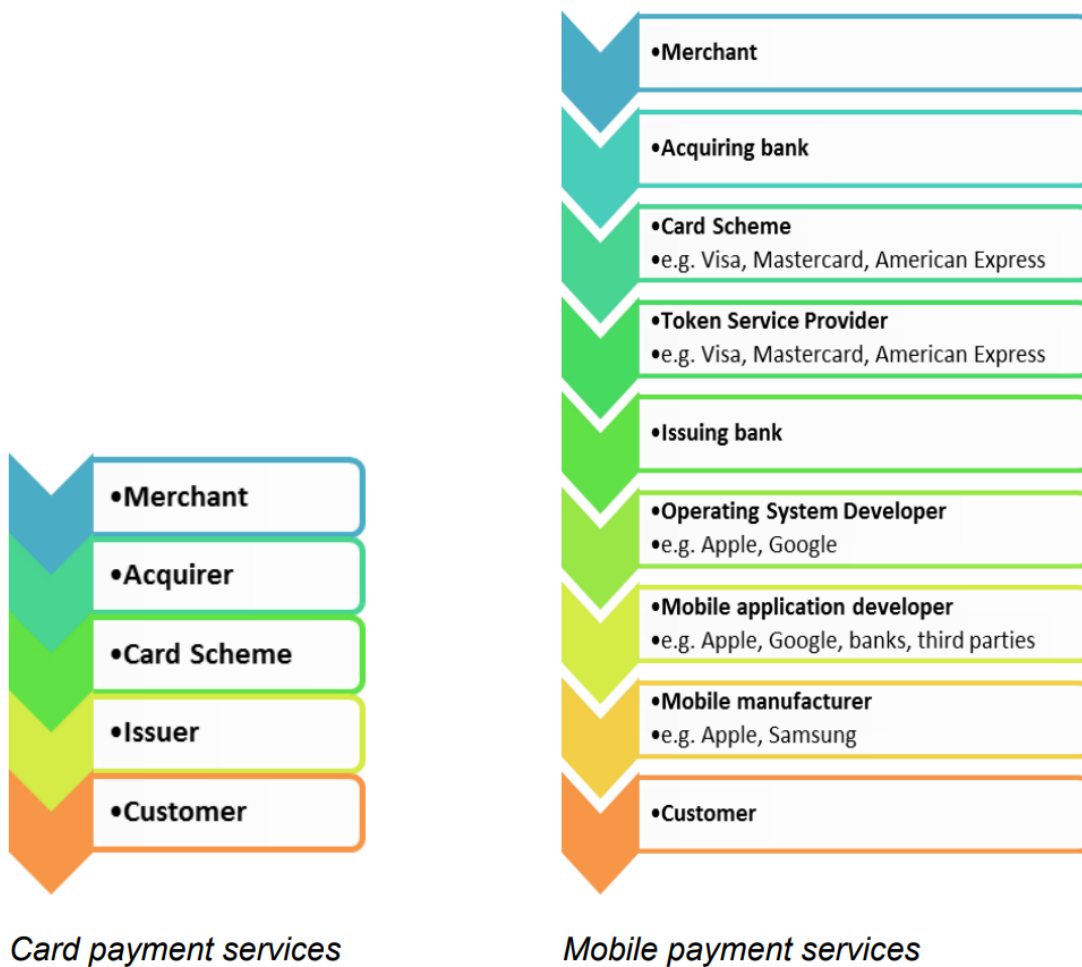 •Merchant
•Acquirer
•Card Scheme
•Issuer
•Customer
Card payment services
•Merchant
•Acquiring bank
•Card Scheme
•e.g. Visa, Mastercard, American Express
•Token Service Provider
•e.g. Visa, Mastercard, American Express
•Issuing bank
•Operating System Developer
•e.g. Apple, Google
•Mobile application developer
•e.g. Apple, Google, banks, third parties
•Mobile manufacturer
•e.g. Apple, Samsung
•Customer
Mobile payment services